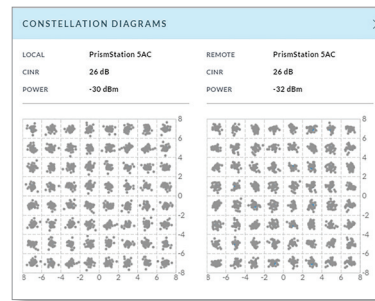 CONSTELLATION DIAGRAMS
LOCAL PrismStation 5AC REMOTE PrismStation 5AC
CINR 26 dB CINR 26 dB
POWER -30 dBm POWER -32 dBm
8 8
6 6
4 4
2 2
0 0
-2 -2
-4 -4
-6 -6
-8 -8
-6 -4 -2 0 2 4 6 8 -6 -4 -2 0 2 4 6 8